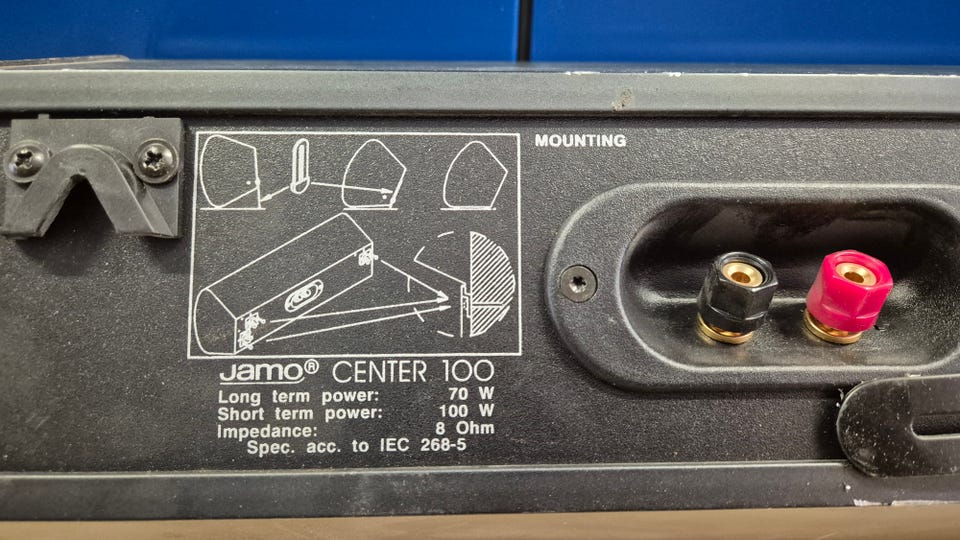 MOUNTING
Jamo® CENTER 100
Long term power: 70 W
Short term power: 100 W
Impedance: 8 Ohm
Spec. acc. to IEC 268-5